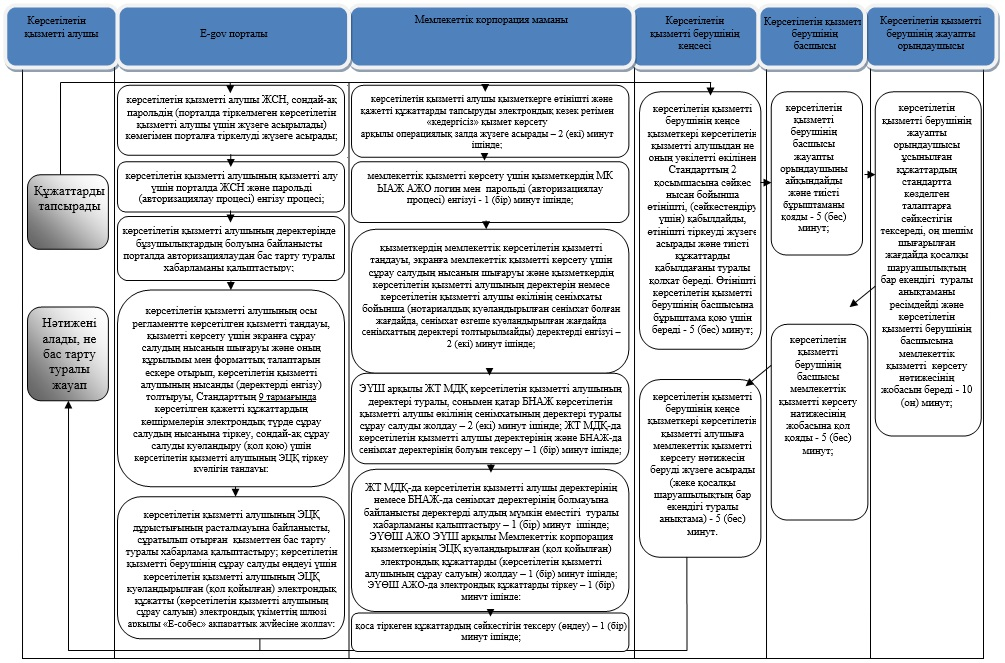 Көрсетілетін
қызметті алушы
E-gov порталы
Мемлекеттік корпорация маманы
Көрсетілетін
қызметті берушінің
кеңсесі
Көрсетілетін қызметті
берушінің
басшысы
Көрсетілетін қызметті
берушінің жауапты
орындаушысы
Құжаттарды
тапсырады
Нәтижені
алады, не
бас тарту
туралы
жауап
көрсетілетін қызметті алушы ЖСН, сондай-ақ
парольдің (порталда тіркелмеген көрсетілетін
қызметті алушы үшін жүзеге асырылады)
көмегімен порталға тіркелуді жүзеге асырады;
көрсетілетін қызметті алушының қызметті алу
үшін порталда ЖСН және парольді
(авторизациялау процесі) енгізу процесі;
көрсетілетін қызметті алушының деректерінде
бұзушылықтардың болуына байланысты
порталда авторизациялаудан бас тарту туралы
хабарламаны қалыптастыру;
көрсетілетін қызметті алушының осы
регламентте көрсетілген қызметті таңдауы,
қызметті көрсету үшін экранға сұрау
салудың нысанын шығаруы және оның
құрылымы мен форматтық талаптарын
ескере отырып, көрсетілетін қызметті
алушының нысанды (деректерді енгізу)
толтыруы, Стандарттың 9 тармағында
көрсетілген қажетті құжаттардың
көшірмелерін электрондық түрде сұрау
салудың нысанына тіркеу, сондай-ақ сұрау
салуды куәландыру (қол қою) үшін
көрсетілетін қызметті алушының ЭЦҚ тіркеу
куәлігін таңдауы;
көрсетілетін қызметті алушының ЭЦҚ
дұрыстығының расталмауына байланысты,
сұратылып отырған қызметтен бас тарту
туралы хабарлама қалыптастыру; көрсетілетін
қызметті берушінің сұрау салуды өңдеуі үшін
көрсетілетін қызметті алушының ЭЦҚ
куәландырылған (қол қойылған) электрондық
құжатты (көрсетілетін қызметті алушының
сұрау салуын) электрондық үкіметтің шлюзі
арқылы «Е-собес» ақпараттық жүйесіне жолдау;
көрсетілетін қызметті алушы қызметкерге өтінішті және
қажетті құжаттарды тапсыруды электрондық кезек ретімен
«кедергісіз» қызмет көрсету
арқылы операциялық залда жүзеге асырады – 2 (екі) минут
ішінде;
мемлекеттік қызметті көрсету үшін қызметкердің МК
ЫАЖ АЖО логин мен парольді (авторизациялау
процесі) енгізуі - 1 (бір) минут ішінде;
қызметкердің мемлекеттік көрсетілетін қызметті
таңдауы, экранға мемлекеттік қызметті көрсету үшін
сұрау салудың нысанын шығаруы және қызметкердің
көрсетілетін қызметті алушының деректерін немесе
көрсетілетін қызметті алушы өкілінің сенімхаты
бойынша (нотариалдық куәландырылған сенімхат болған
жағдайда, сенімхат өзгеше куәландырылған жағдайда
сенімхаттың деректері толтырылмайды) деректерді енгізуі –
2 (екі) минут ішінде;
ЭҮШ арқылы ЖТ МДҚ көрсетілетін қызметті алушының
деректері туралы, сонымен қатар БНАЖ көрсетілетін
қызметті алушы өкілінің сенімхатының деректері туралы
сұрау салуды жолдау – 2 (екі) минут ішінде; ЖТ МДҚ-да
көрсетілетін қызметті алушы деректерінің және БНАЖ-да
сенімхат деректерінің болуын тексеру – 1 (бір) минут ішінде;
ЖТ МДҚ-да көрсетілетін қызметті алушы деректерінің
немесе БНАЖ-да сенімхат деректерінің болмауына
байланысты деректерді алудың мүмкін еместігі туралы
хабарламаны қалыптастыру – 1 (бір) минут ішінде;
ЭҮӨШ АЖО ЭҮШ арқылы Мемлекеттік корпорация
қызметкерінің ЭЦҚ куәландырылған (қол қойылған)
электрондық құжаттарды (көрсетілетін қызметті
алушының сұрау салуын) жолдау – 1 (бір) минут ішінде;
ЭҮӨШ АЖО-да электрондық құжаттарды тіркеу – 1 (бір)
минут ішінде;
қоса тіркеген құжаттардың сәйкестігін тексеру (өңдеу) – 1 (бір)
минут ішінде;
көрсетілетін қызметті
берушінің кеңсе
қызметкері көрсетілетін
қызметті алушыдан не
оның уәкілетті өкілінен
Стандарттың 2
қосымшасына сәйкес
нысан бойынша
өтінішті, (сәйкестендіру
үшін) қабылдайды,
өтінішті тіркеуді жүзеге
асырады және тиісті
құжаттарды
қабылдағаны туралы
қолхат береді. Өтінішті
көрсетілетін қызметті
берушінің басшысына
бұрыштама қою үшін
береді - 5 (бес) минут;
көрсетілетін қызметті
берушінің кеңсе
қызметкері көрсетілетін
қызметті алушыға
мемлекеттік қызметті
көрсету нәтижесін
беруді жүзеге асырады
(жеке қосалқы
шаруашылықтың бар
екендігі туралы
анықтама) - 5 (бес)
минут.
көрсетілетін
қызметті
берушінің
басшысы
жауапты
орындаушыны
айқындайды
және тиісті
бұрыштаманы
қояды - 5 (бес)
минут;
көрсетілетін
қызметті
берушінің
басшысы
мемлекеттік
қызметті көрсету
натижесінің
жобасына қол
қояды - 5 (бес)
минут;
көрсетілетін
қызметті берушінің
жауапты
орындаушысы
ұсынылған
құжаттардың
стандартта
көзделген
талаптарға
сәйкестігін
тексереді, оң шешім
шығарылған
жағдайда қосалқы
шарушылықтың
бар екендігі туралы
анықтаманы
ресімдейді және
көрсетілетін
қызметті берушінің
басшысына
мемлекеттік
қызметті көрсету
нәтижесінің
жобасын береді - 10
(он) минут;